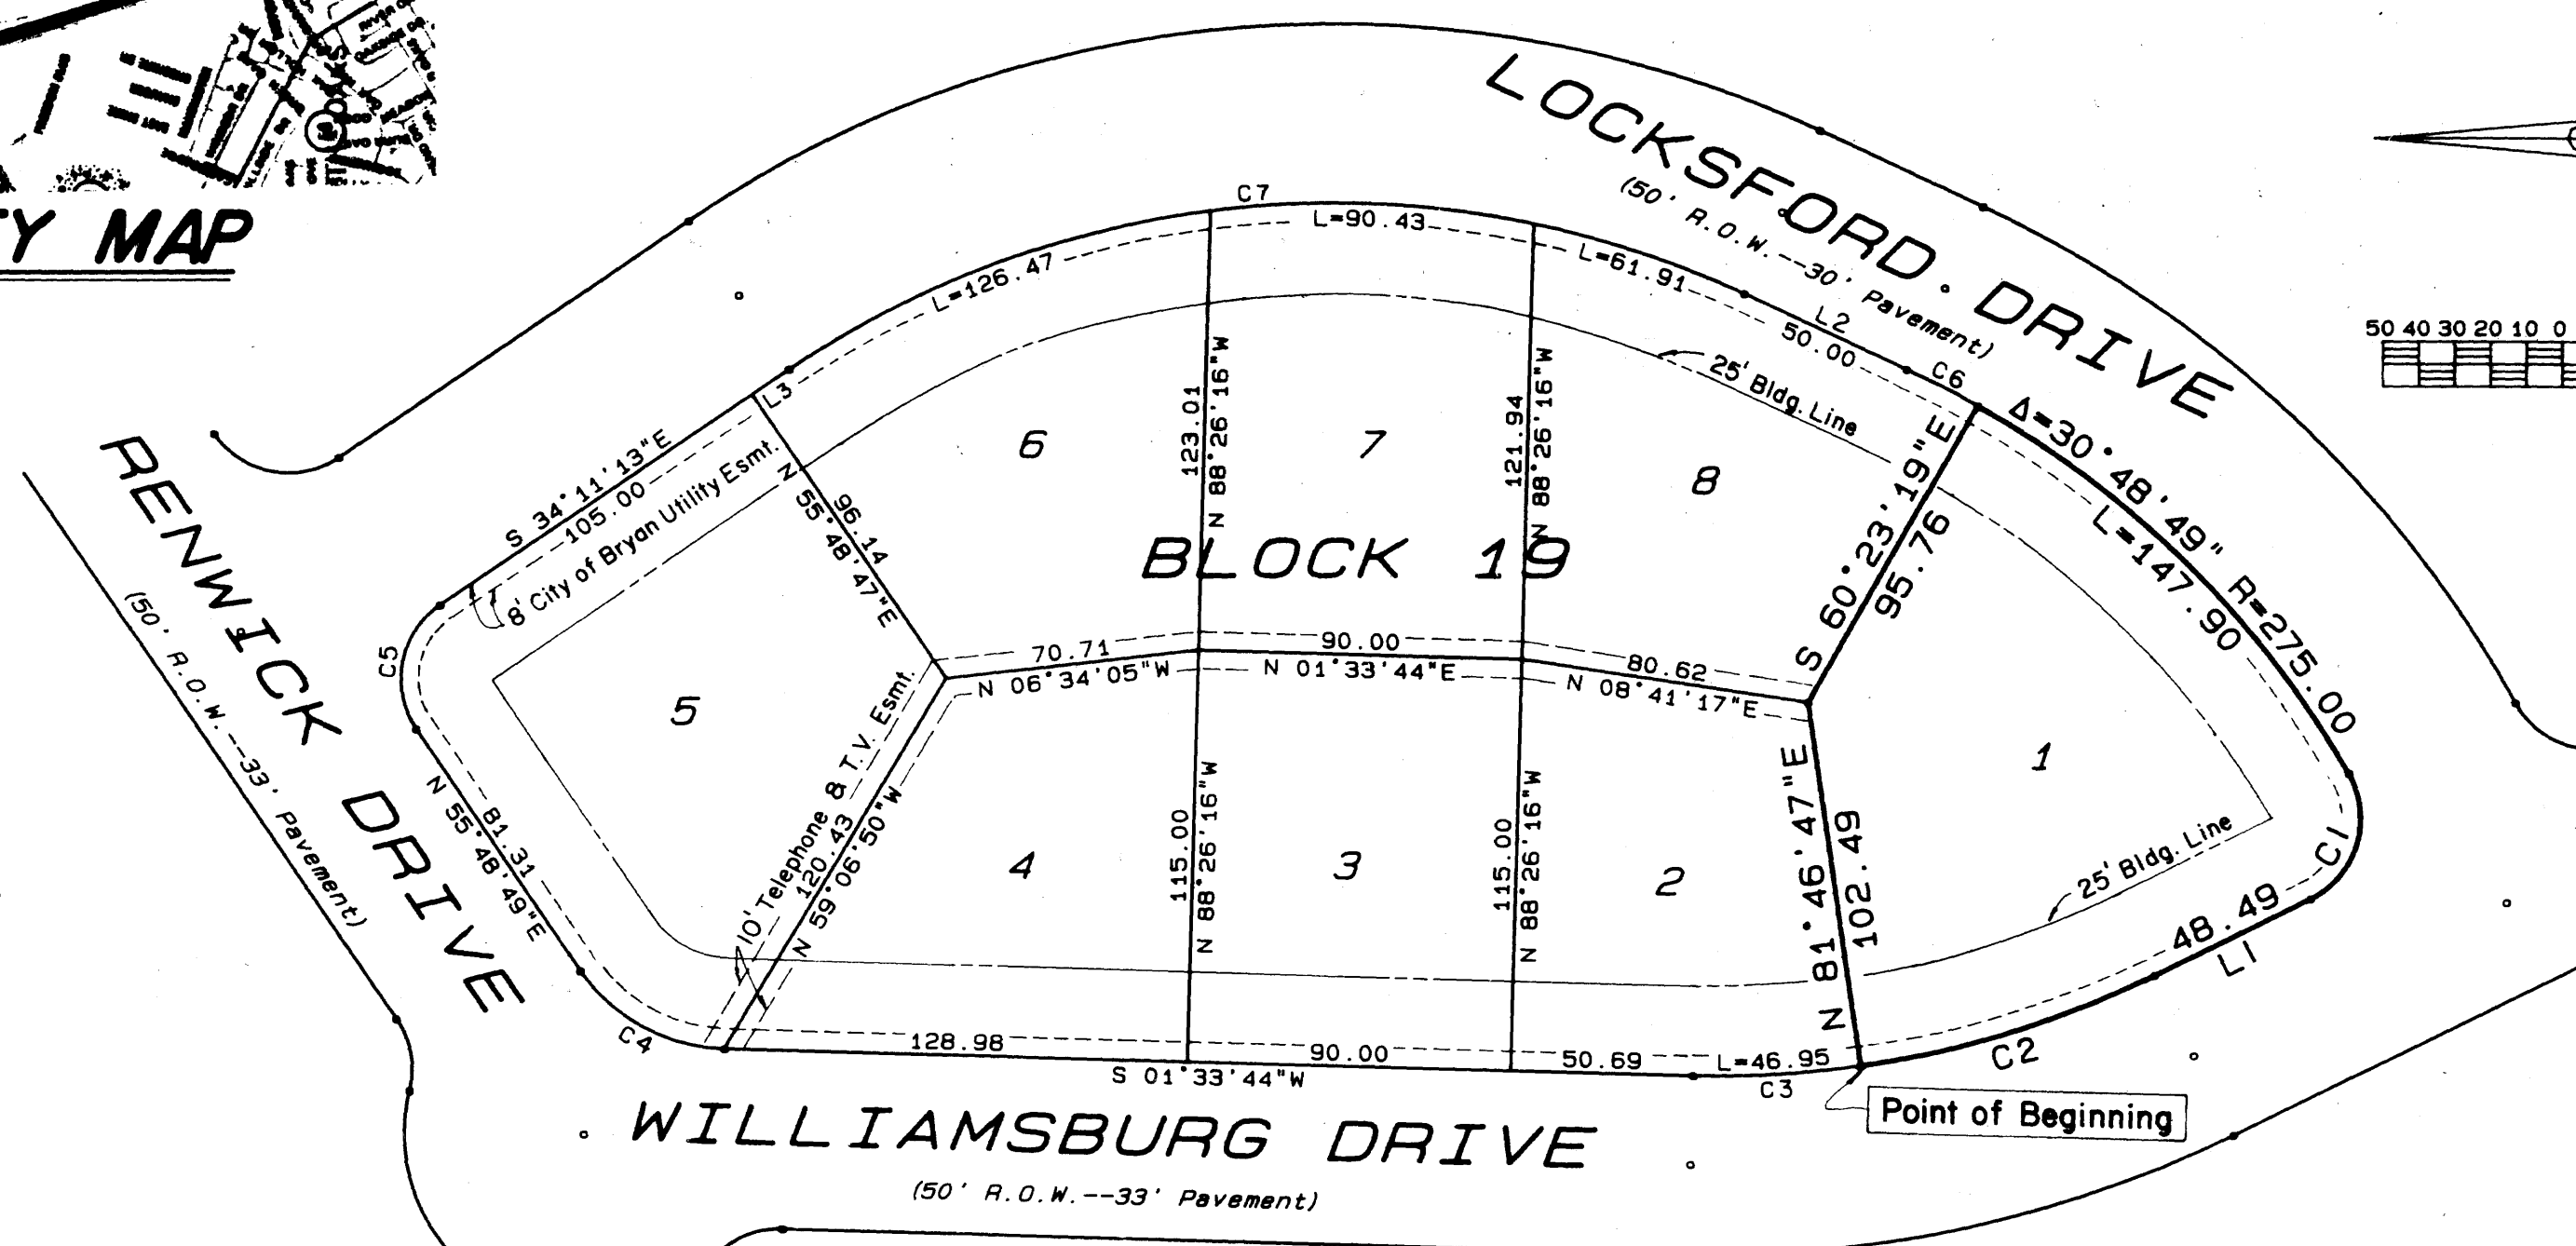 Y MAP
LOCKSFORD DRIVE
(50' R.O.W.--30' Pavement)
50 40 30 20 10 0
C7
L=90.43
L=126.47
L=61.91
L2
50.00
C6
25' Bldg. Line
L3
S 34°11'13"E
105.00
8' City of Bryan Utility Esmt.
96.14
N 55°48'47"E
123.01
N 88°26'16"W
121.94
N 88°26'16"W
6
7
8
BLOCK 19
S 60°23'19"E
95.76
Δ=30°48'49" R=275.00
L=147.90
RENWICK DRIVE
(50' R.O.W.--33' Pavement)
C5
5
70.71
N 06°34'05"W
90.00
N 01°33'44"E
80.62
N 08°41'17"E
1
N 55°48'49"E
81.31
10' Telephone & T.V. Esmt.
120.43
N 59°06'50"W
4
3
2
115.00
N 88°26'16"W
115.00
N 88°26'16"W
N 81°46'47"E
102.49
25' Bldg. Line
C1
48.49
L1
C2
C4
128.98
90.00
50.69
L=46.95
S 01°33'44"W
C3
Point of Beginning
WILLIAMSBURG DRIVE
(50' R.O.W.--33' Pavement)